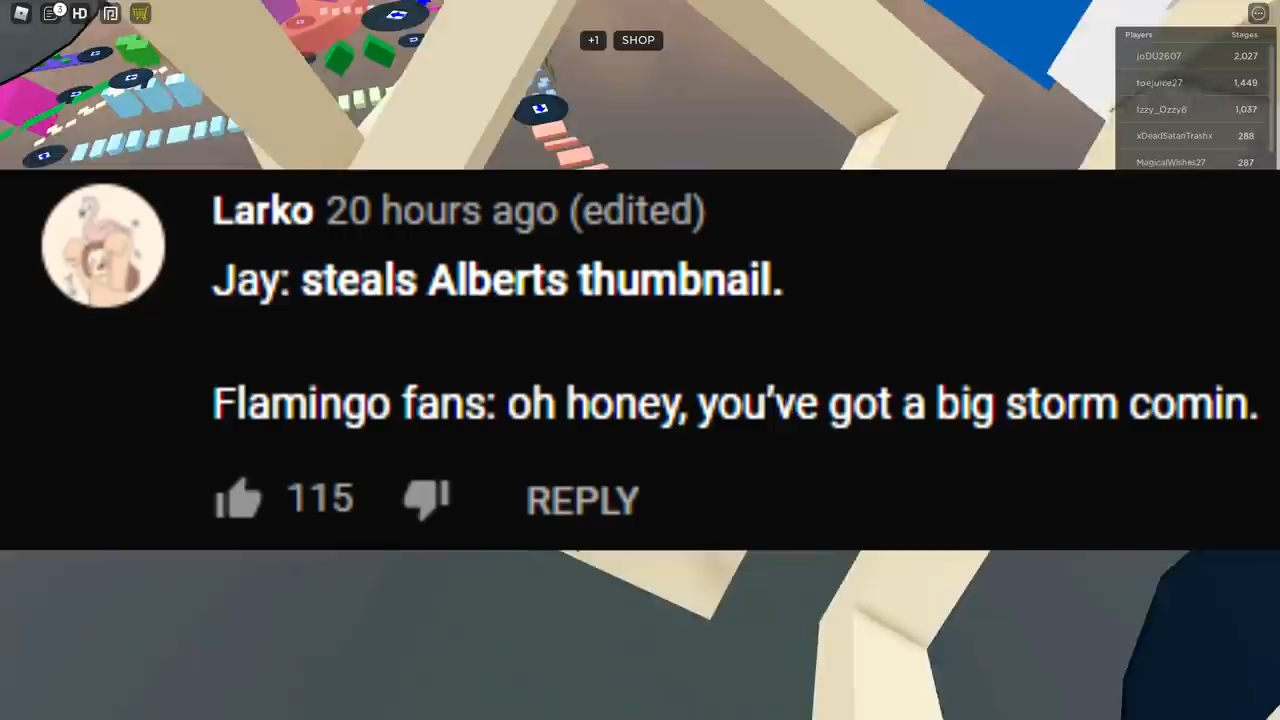 3
HD
+1 SHOP
Players Stages
joDU2607 2,027
toejuice27 1,449
Izzy_Ozzy8 1,037
xDeadSatanTrashx 288
MagicalWishes27 287
Larko 20 hours ago (edited)
Jay: steals Alberts thumbnail.
Flamingo fans: oh honey, you've got a big storm comin.
115 REPLY